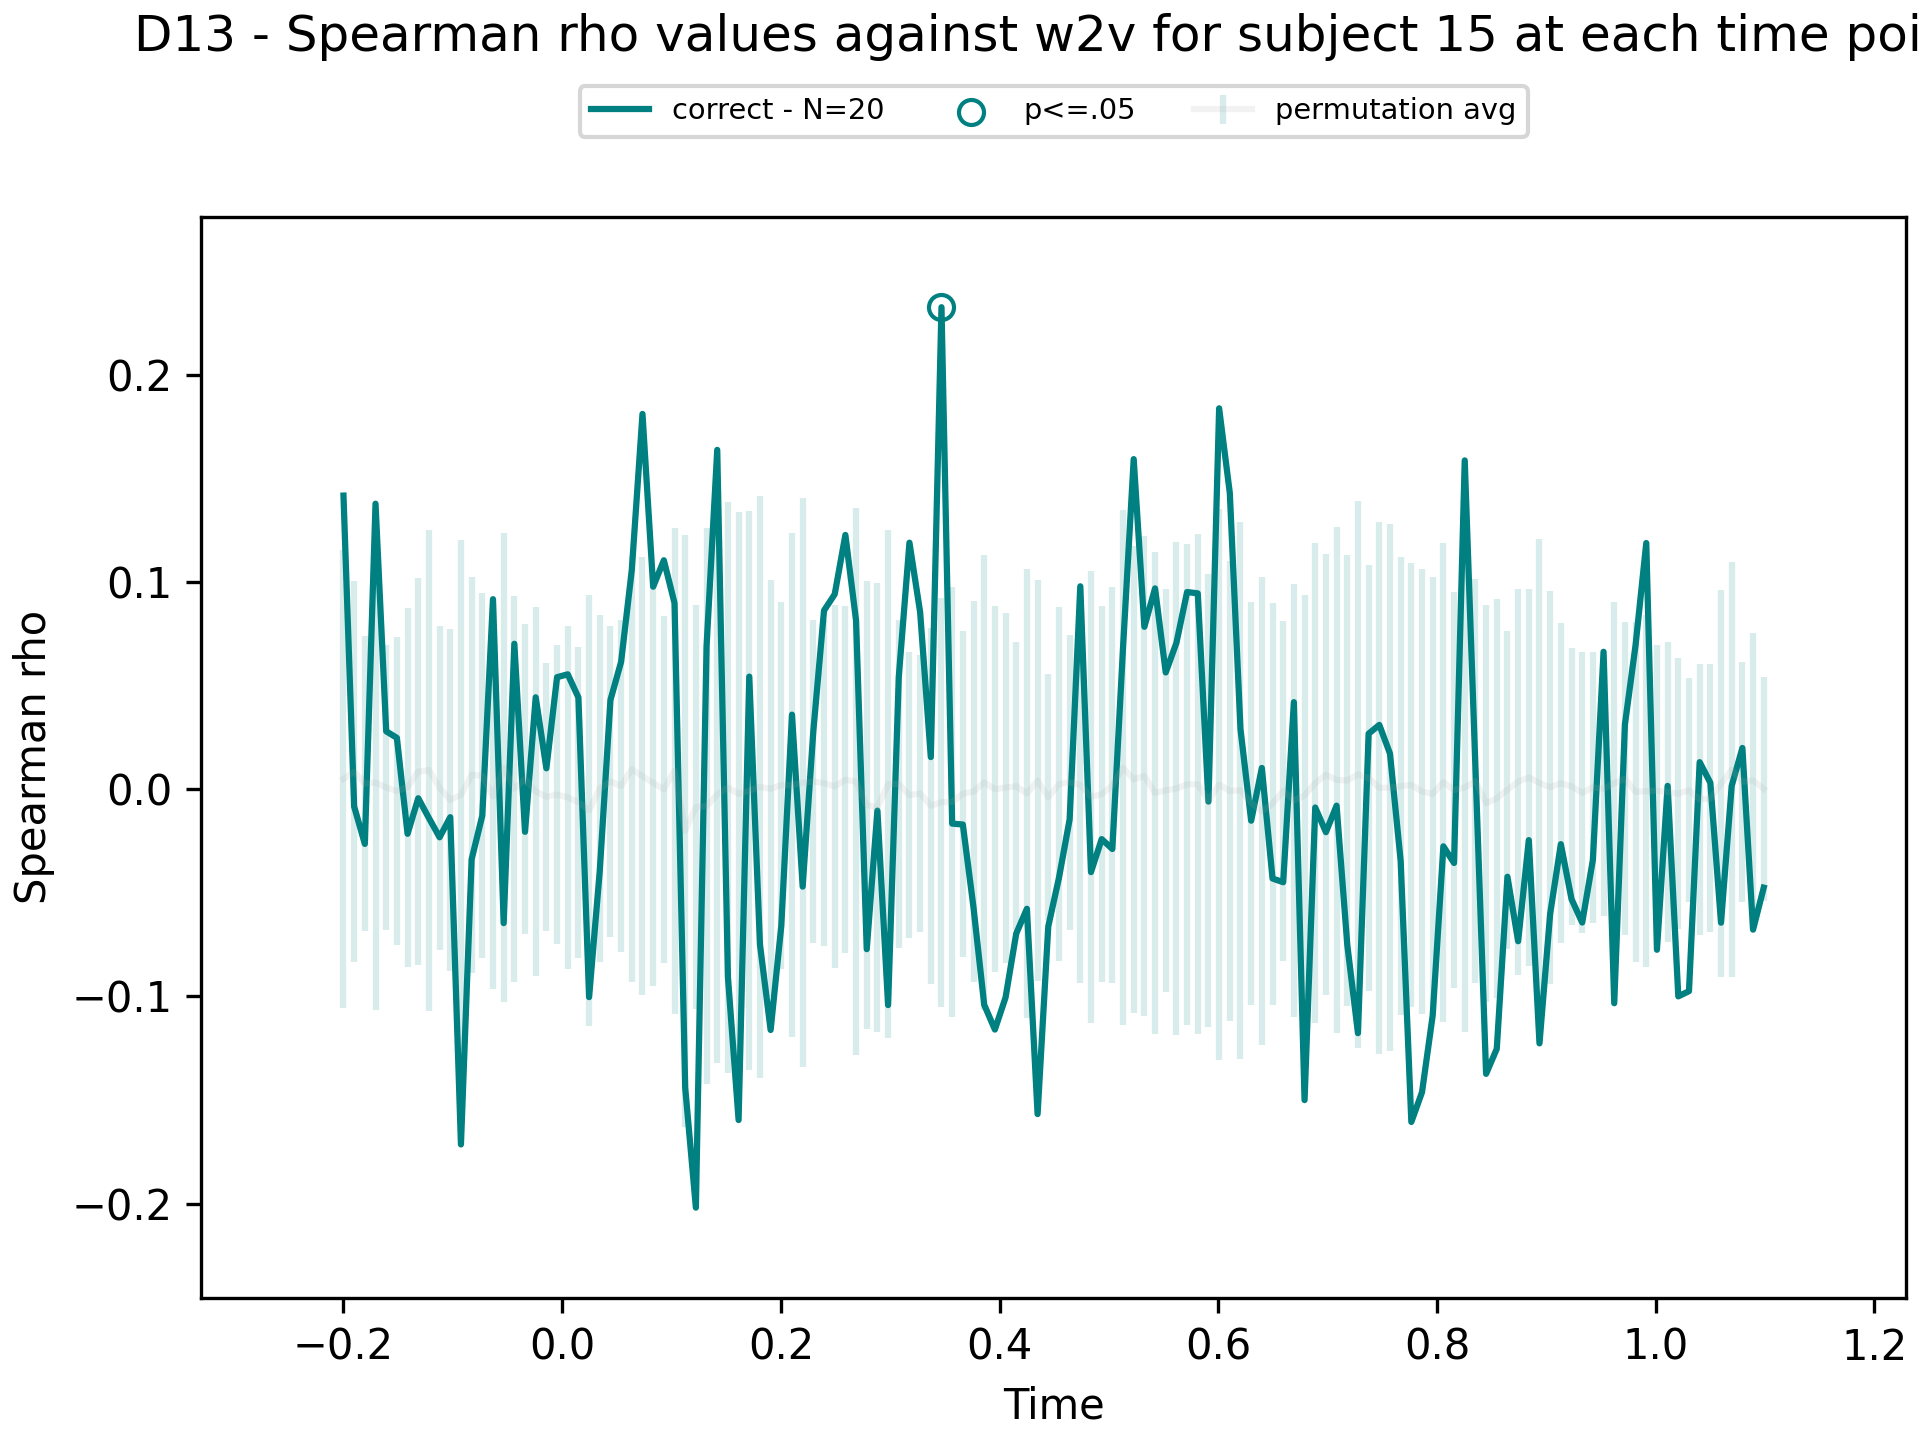 D13 - Spearman rho values against w2v for subject 15 at each time poi
correct - N=20 p<=.05 permutation avg
Spearman rho
0.2
0.1
0.0
−0.1
−0.2
−0.2 0.0 0.2 0.4 0.6 0.8 1.0 1.2
Time